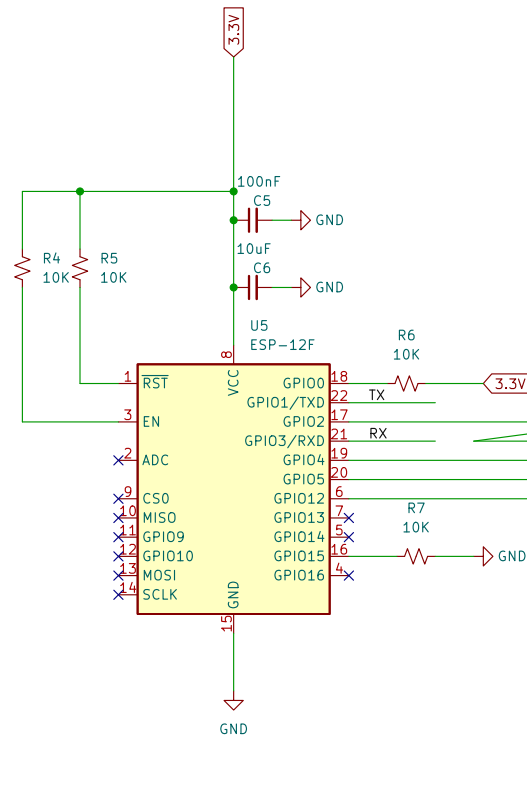 3.3V
100nF
C5
GND
10uF
C6
GND
R4
10K
R5
10K
U5
ESP-12F
R6
10K
3.3V
8
VCC
1
RST
GPIO0
18
GPIO1/TXD
22
TX
3
EN
GPIO2
17
GPIO3/RXD
21
RX
2
ADC
GPIO4
19
GPIO5
20
9
CS0
GPIO12
6
10
MISO
GPIO13
7
11
GPIO9
GPIO14
5
12
GPIO10
GPIO15
16
R7
10K
GND
13
MOSI
GPIO16
4
14
SCLK
GND
15
GND